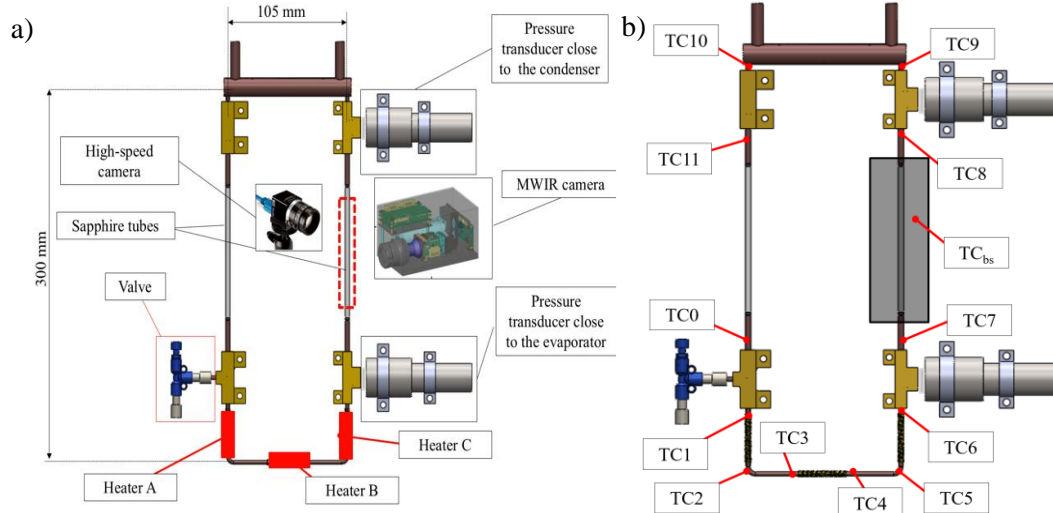 a)
105 mm
Pressure
transducer close
to the condenser
High-speed
camera
MWIR camera
Sapphire tubes
300 mm
Valve
Pressure
transducer close
to the evaporator
Heater C
Heater A
Heater B
b)
TC10
TC9
TC11
TC8
TCbs
TC0
TC7
TC1
TC3
TC6
TC2
TC4
TC5